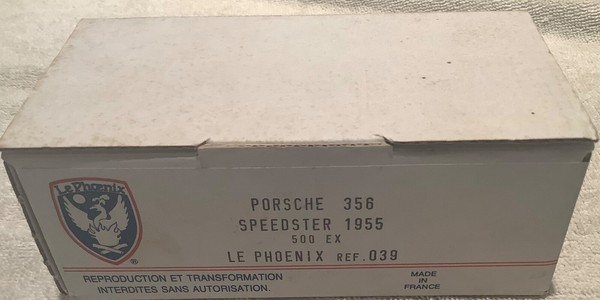 Le Phoenix
®
PORSCHE 356
SPEEDSTER 1955
500 EX
LE PHOENIX REF.039
REPRODUCTION ET TRANSFORMATION
INTERDITES SANS AUTORISATION.
MADE
IN
FRANCE